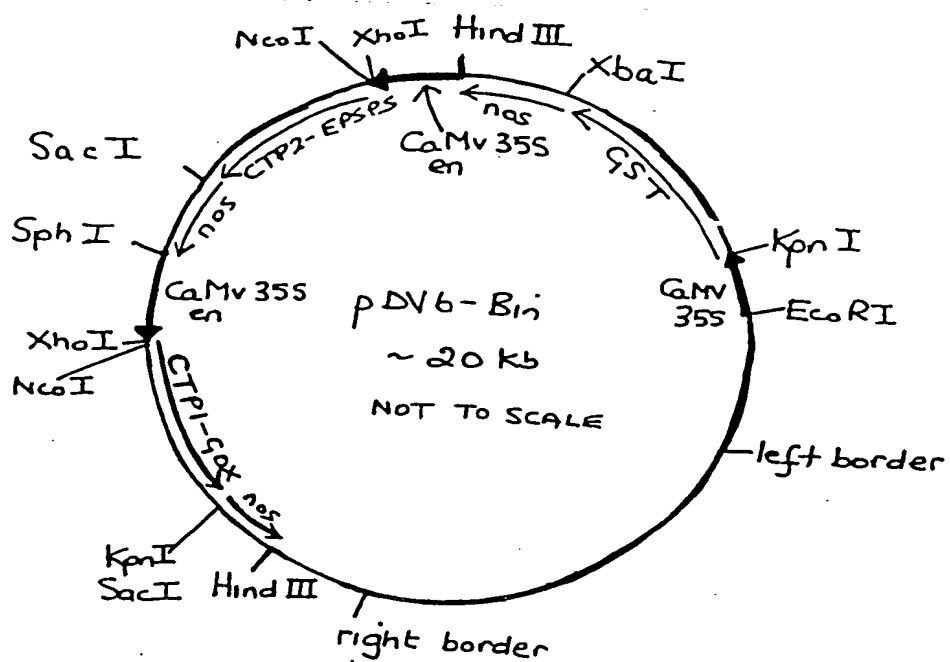 NcoI
XhoI
Hind III
XbaI
nos
CTP2-EPSPS
CaMv 35S
en
GST
Sac I
nos
Sph I
KpnI
CaMv 35S
en
pDV6-Bin
CaMV
35S
EcoRI
XhoI
~ 20 Kb
NcoI
NOT TO SCALE
CTP1-GOX
nos
left border
KpnI
SacI
Hind III
right border